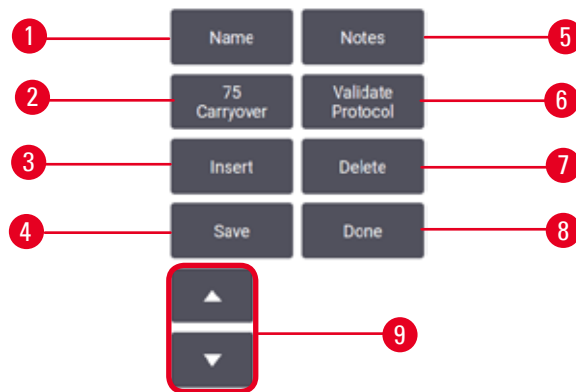 1 Name Notes 5
2 75 Carryover Validate Protocol 6
3 Insert Delete 7
4 Save Done 8
9